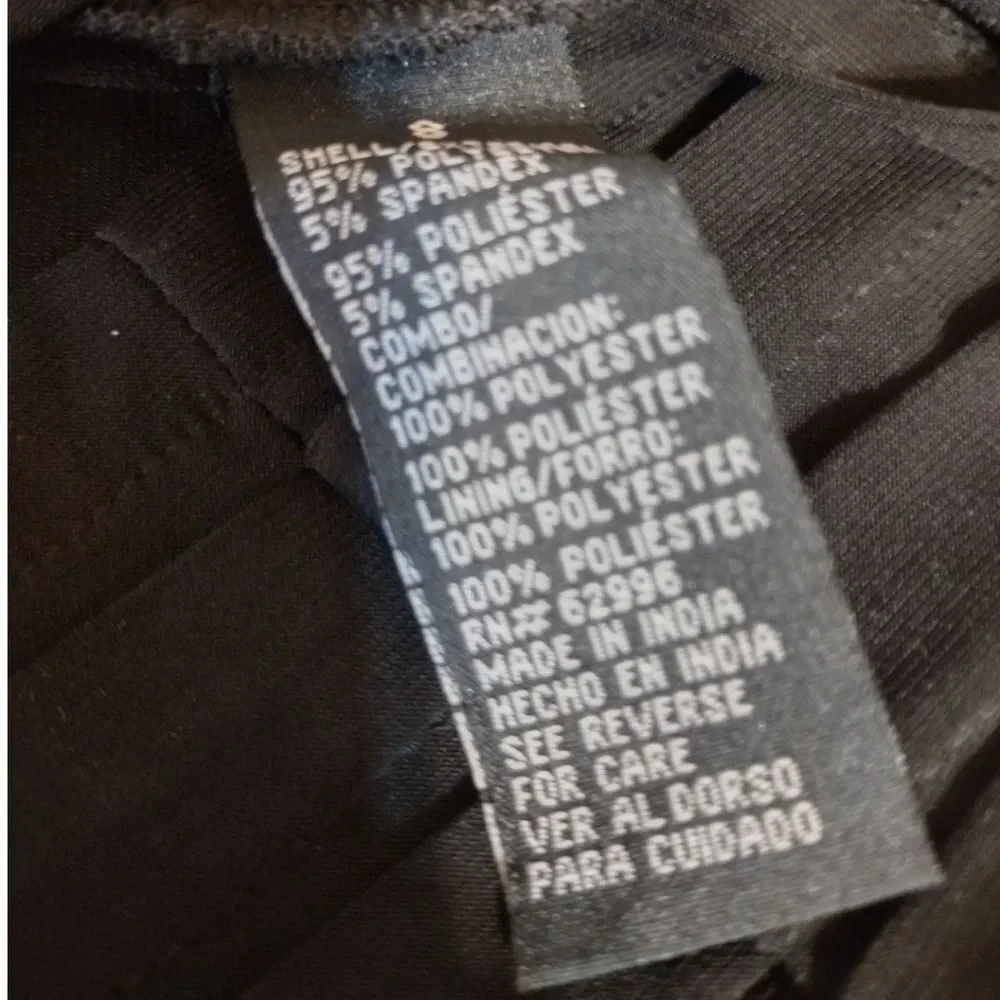 8
SHELL/
95% POLYESTER
5% SPANDEX
95% POLIÉSTER
5% SPANDEX
COMBO/
COMBINACION:
100% POLYESTER
100% POLIÉSTER
LINING/FORRO:
100% POLYESTER
100% POLIÉSTER
RN# 62996
MADE IN INDIA
HECHO EN INDIA
SEE REVERSE
FOR CARE
VER AL DORSO
PARA CUIDADO